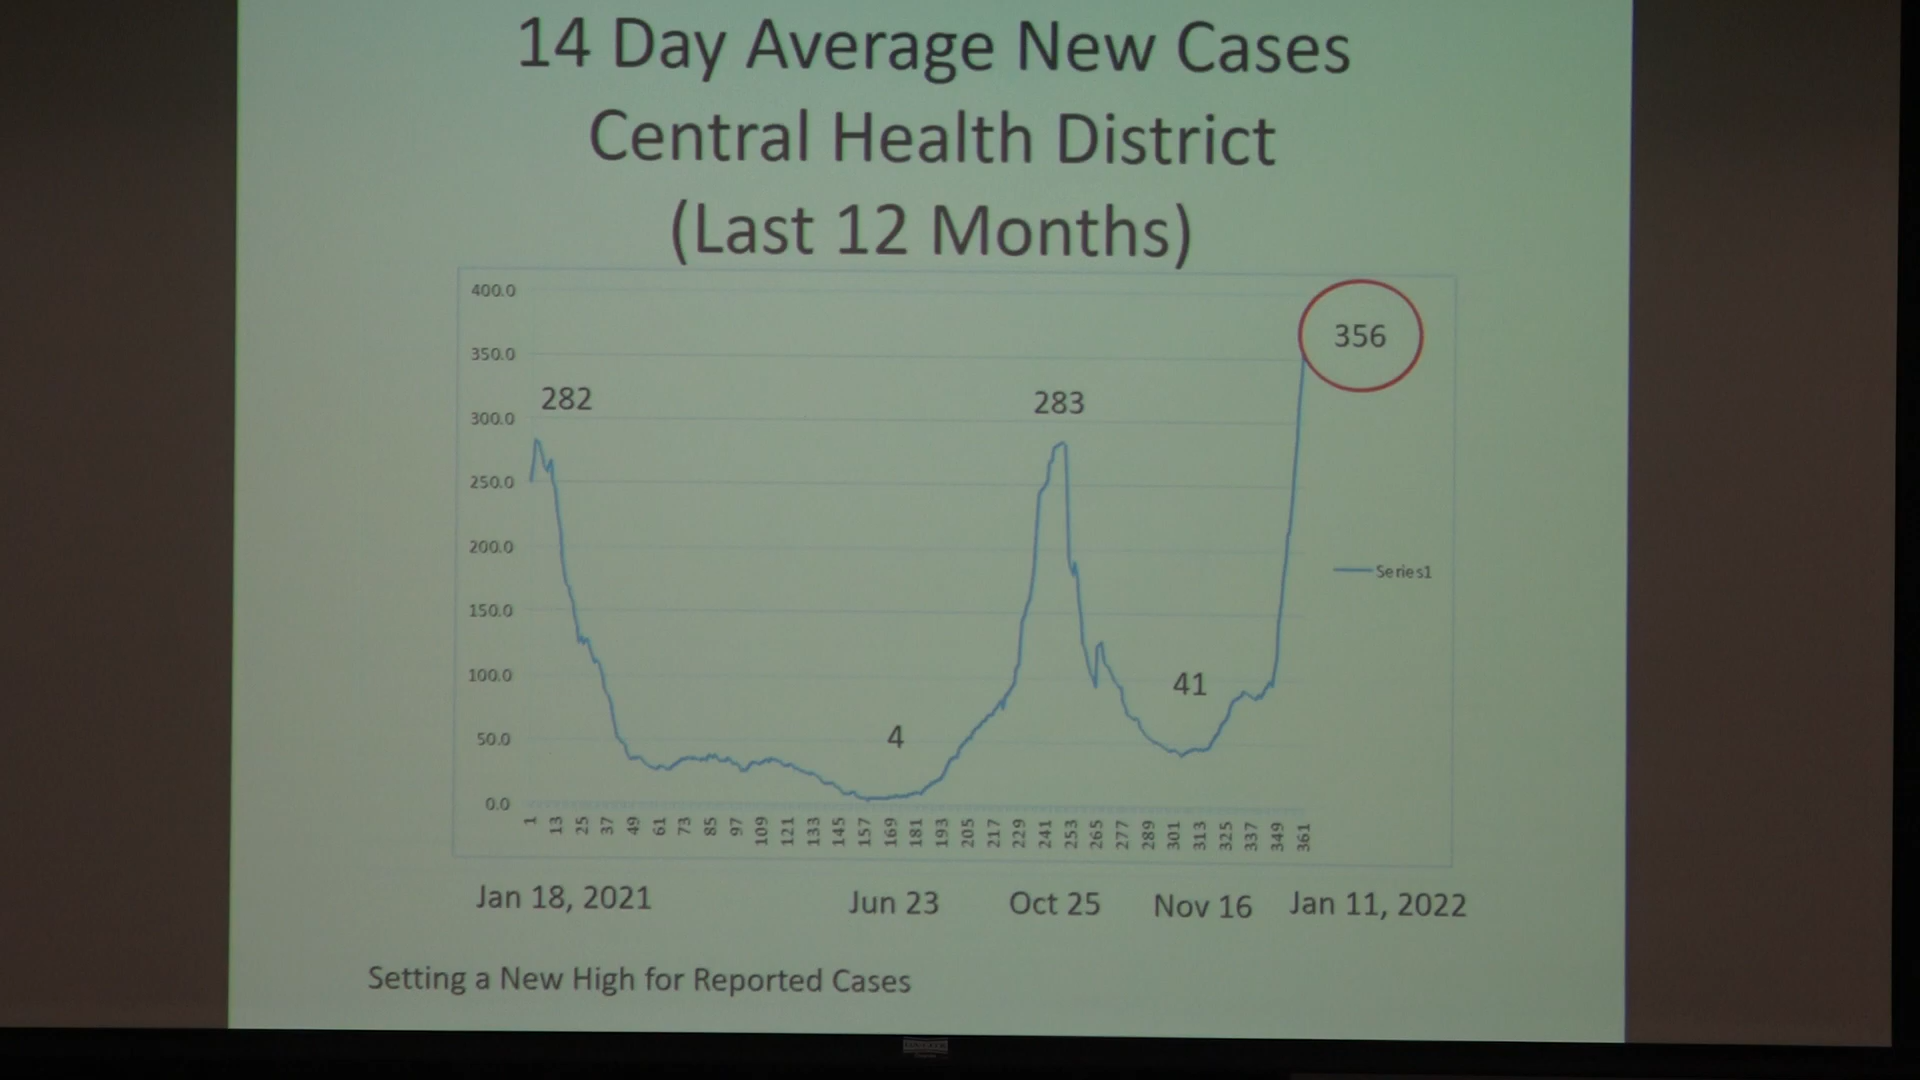 14 Day Average New Cases
Central Health District
(Last 12 Months)
400.0
350.0
300.0
250.0
200.0
150.0
100.0
50.0
0.0
282
4
283
41
356
Series1
1 13 25 37 49 61 73 85 97 109 121 133 145 157 169 181 193 205 217 229 241 253 265 277 289 301 313 325 337 349 361
Jan 18, 2021 Jun 23 Oct 25 Nov 16 Jan 11, 2022
Setting a New High for Reported Cases